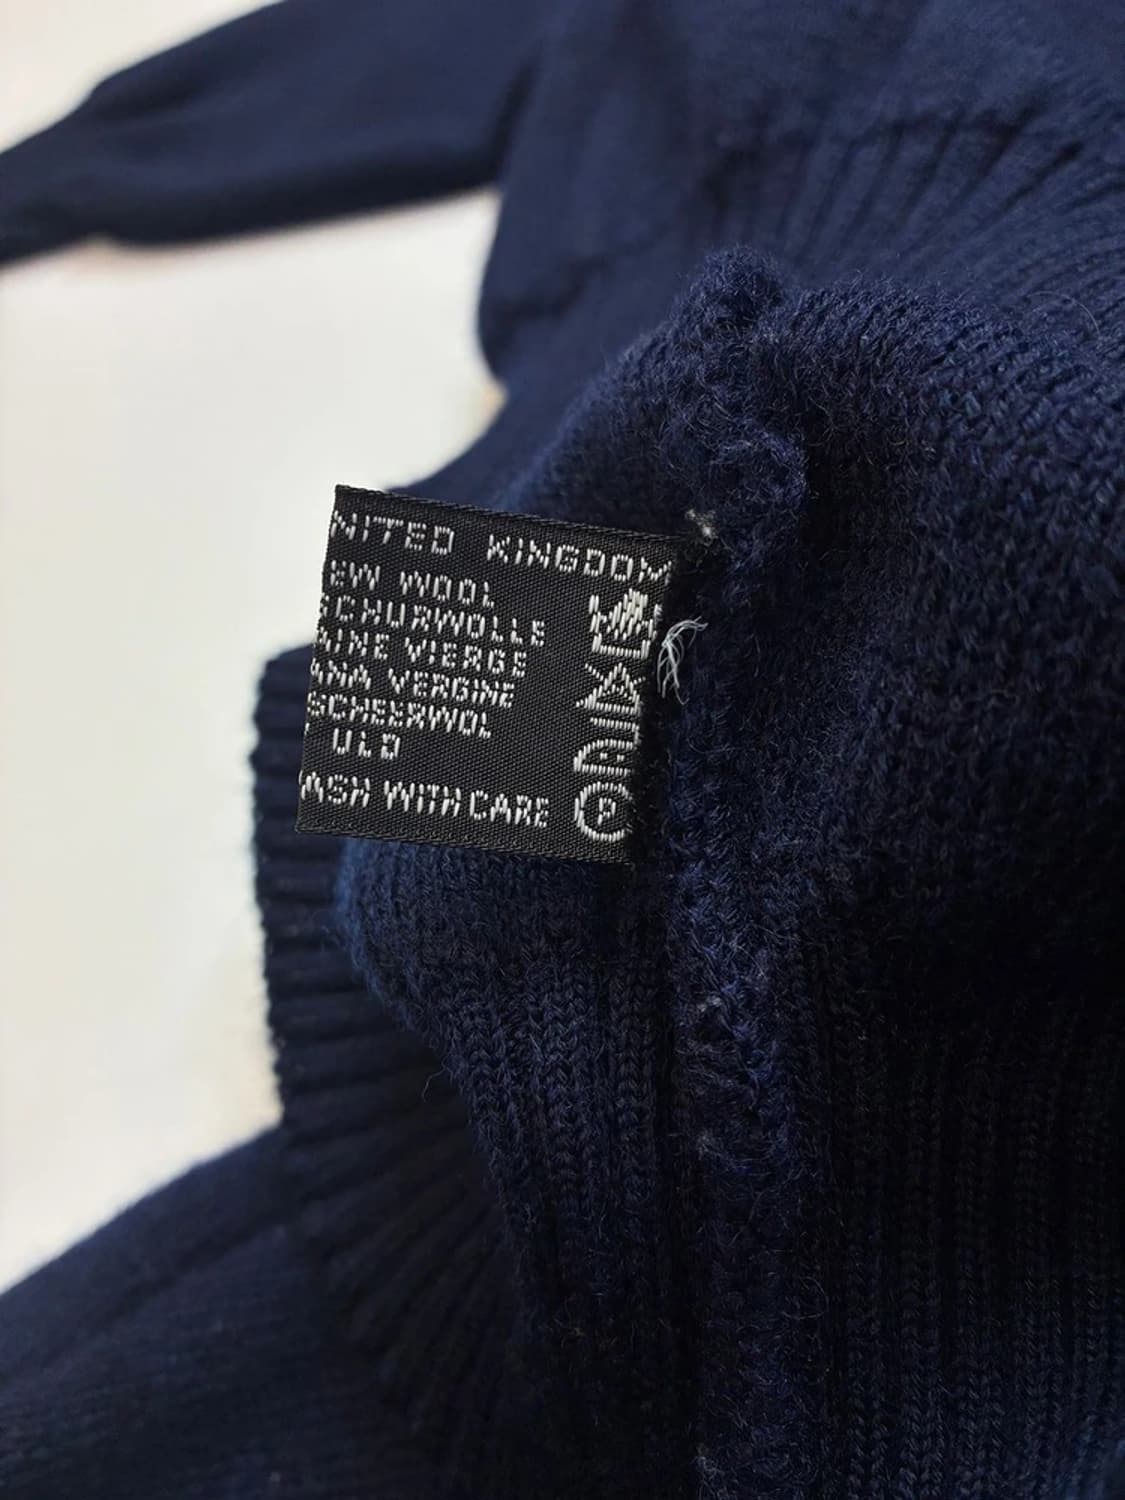 NITED KINGDOM
EW WOOL
SCHURWOLLE
AINE VIERGE
ANA VERGINE
SCHEERWOL
ULD
ASH WITH CARE
P